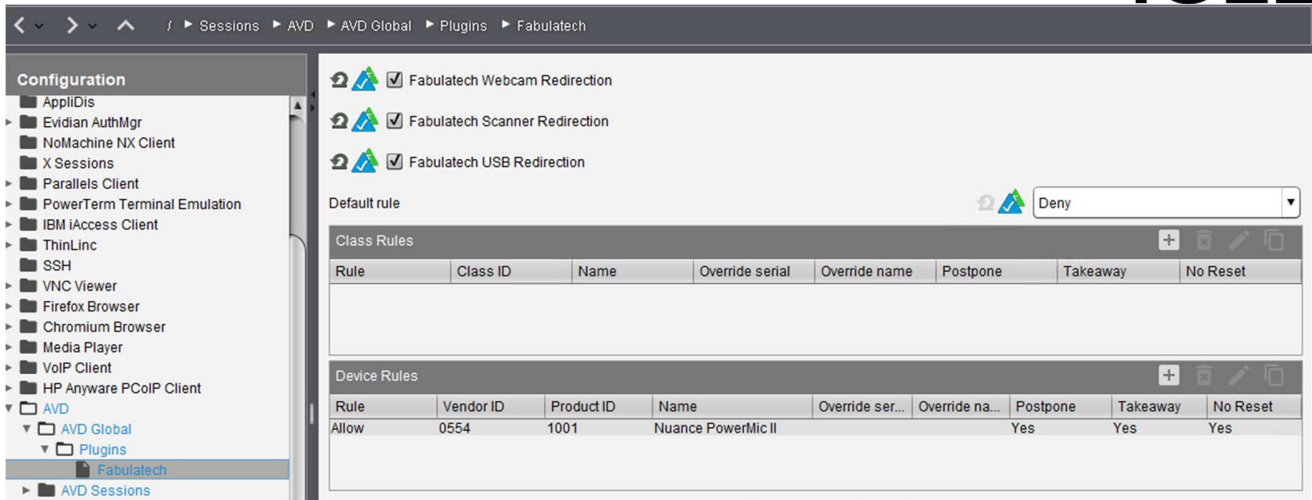 / Sessions AVD AVD Global Plugins Fabulatech
Configuration
AppliDis
Evidian AuthMgr
NoMachine NX Client
X Sessions
Parallels Client
PowerTerm Terminal Emulation
IBM iAccess Client
ThinLinc
SSH
VNC Viewer
Firefox Browser
Chromium Browser
Media Player
VoIP Client
HP Anyware PCoIP Client
AVD
AVD Global
Plugins
Fabulatech
AVD Sessions
Fabulatech Webcam Redirection
Fabulatech Scanner Redirection
Fabulatech USB Redirection
Default rule Deny
Class Rules
Rule Class ID Name Override serial Override name Postpone Takeaway No Reset
Device Rules
Rule Vendor ID Product ID Name Override ser... Override na... Postpone Takeaway No Reset
Allow 0554 1001 Nuance PowerMic II Yes Yes Yes